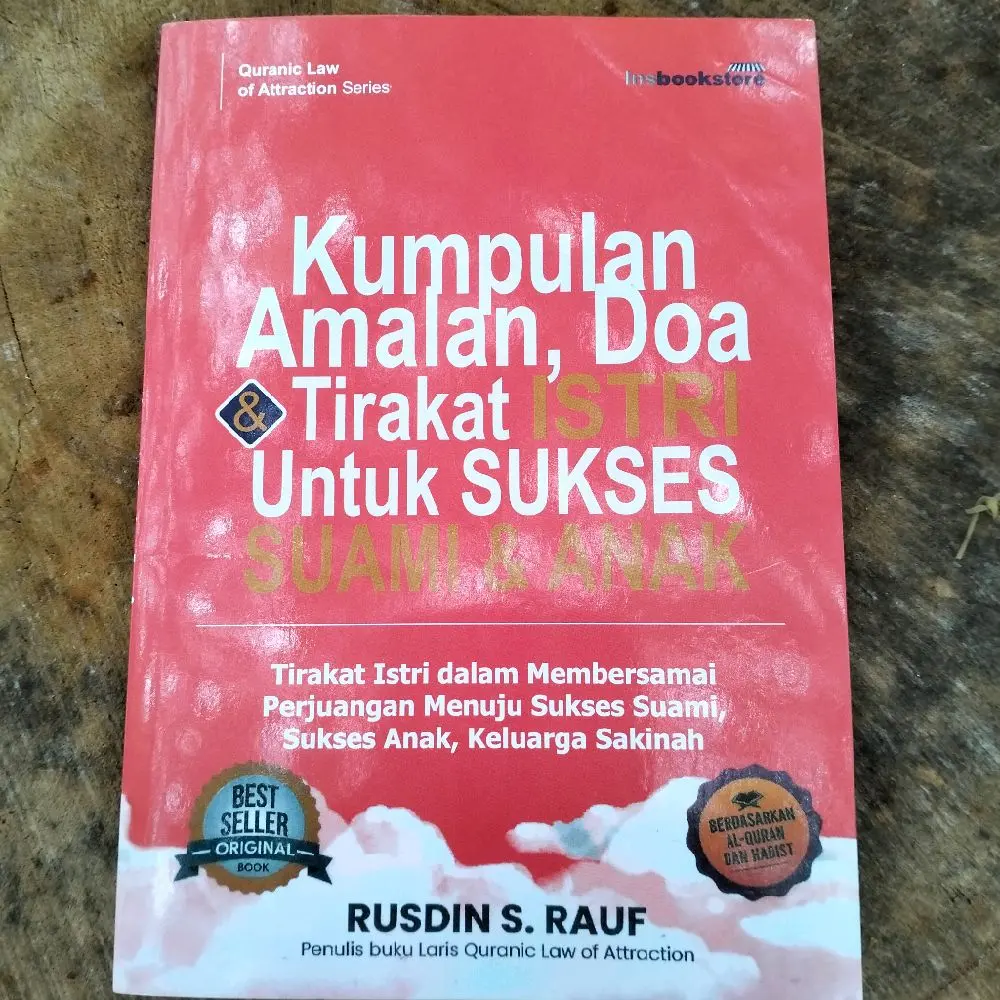 Quranic Law
of Attraction Series
Insbookstore
Kumpulan
Amalan, Doa
& Tirakat ISTRI
Untuk SUKSES
SUAMI & ANAK
Tirakat Istri dalam Membersamai
Perjuangan Menuju Sukses Suami,
Sukses Anak, Keluarga Sakinah
BEST
SELLER
ORIGINAL
BOOK
BERDASARKAN
AL-QURAN
DAN HADIST
RUSDIN S. RAUF
Penulis buku Laris Quranic Law of Attraction